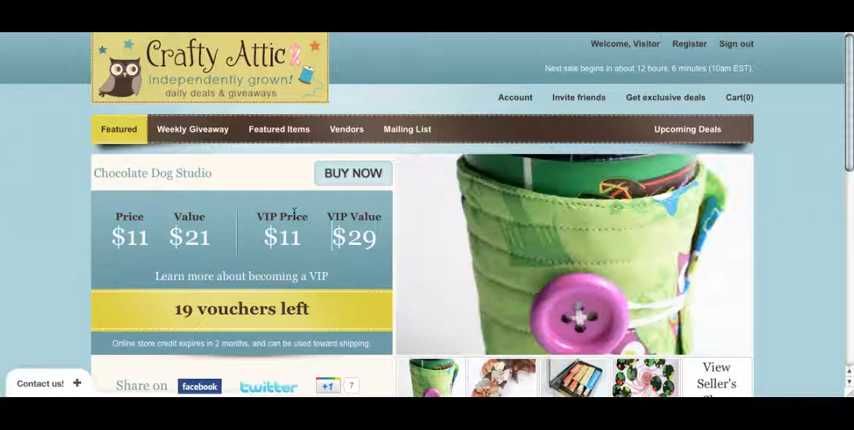 Crafty Attic
independently grown!
daily deals & giveaways
Welcome, Visitor Register Sign out
Next sale begins in about 12 hours, 6 minutes (10am EST).
Account Invite friends Get exclusive deals Cart(0)
Featured Weekly Giveaway Featured Items Vendors Mailing List Upcoming Deals
Chocolate Dog Studio
BUY NOW
Price Value VIP Price VIP Value
$11 $21 $11 $29
Learn more about becoming a VIP
19 vouchers left
Online store credit expires in 2 months, and can be used toward shipping.
Share on facebook twitter +1 7
View
Seller's
Contact us! +